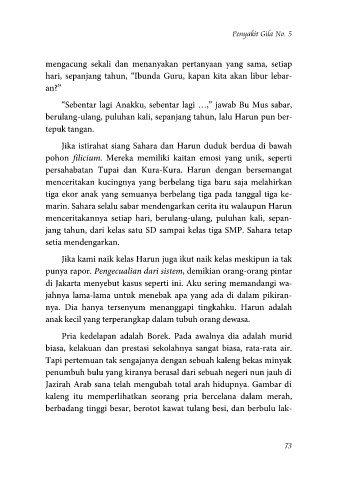 Penyakit Gila No. 5
mengacung sekali dan menanyakan pertanyaan yang sama, setiap
hari, sepanjang tahun, “Ibunda Guru, kapan kita akan libur lebar-
an?”
“Sebentar lagi Anakku, sebentar lagi …,” jawab Bu Mus sabar,
berulang-ulang, puluhan kali, sepanjang tahun, lalu Harun pun ber-
tepuk tangan.
Jika istirahat siang Sahara dan Harun duduk berdua di bawah
pohon filicium. Mereka memiliki kaitan emosi yang unik, seperti
persahabatan Tupai dan Kura-Kura. Harun dengan bersemangat
menceritakan kucingnya yang berbelang tiga baru saja melahirkan
tiga ekor anak yang semuanya berbelang tiga pada tanggal tiga ke-
marin. Sahara selalu sabar mendengarkan cerita itu walaupun Harun
menceritakannya setiap hari, berulang-ulang, puluhan kali, sepan-
jang tahun, dari kelas satu SD sampai kelas tiga SMP. Sahara tetap
setia mendengarkan.
Jika kami naik kelas Harun juga ikut naik kelas meskipun ia tak
punya rapor. Pengecualian dari sistem, demikian orang-orang pintar
di Jakarta menyebut kasus seperti ini. Aku sering memandangi wa-
jahnya lama-lama untuk menebak apa yang ada di dalam pikiran-
nya. Dia hanya tersenyum menanggapi tingkahku. Harun adalah
anak kecil yang terperangkap dalam tubuh orang dewasa.
Pria kedelapan adalah Borek. Pada awalnya dia adalah murid
biasa, kelakuan dan prestasi sekolahnya sangat biasa, rata-rata air.
Tapi pertemuan tak sengajanya dengan sebuah kaleng bekas minyak
penumbuh bulu yang kiranya berasal dari sebuah negeri nun jauh di
Jazirah Arab sana telah mengubah total arah hidupnya. Gambar di
kaleng itu memperlihatkan seorang pria bercelana dalam merah,
berbadang tinggi besar, berotot kawat tulang besi, dan berbulu lak-
73